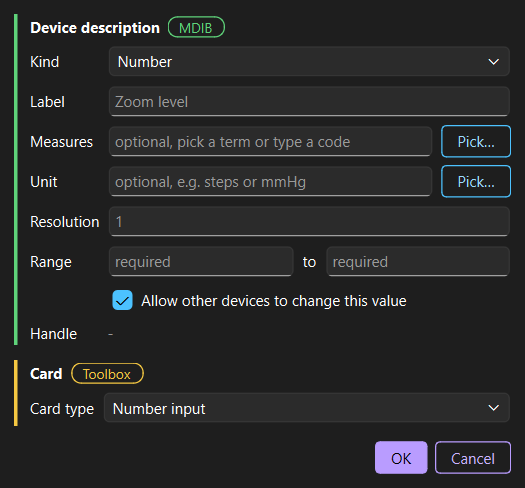 Device description MDIB
Kind Number
Label Zoom level
Measures optional, pick a term or type a code Pick...
Unit optional, e.g. steps or mmHg Pick...
Resolution 1
Range required to required
Allow other devices to change this value
Handle -
Card Toolbox
Card type Number input
OK Cancel